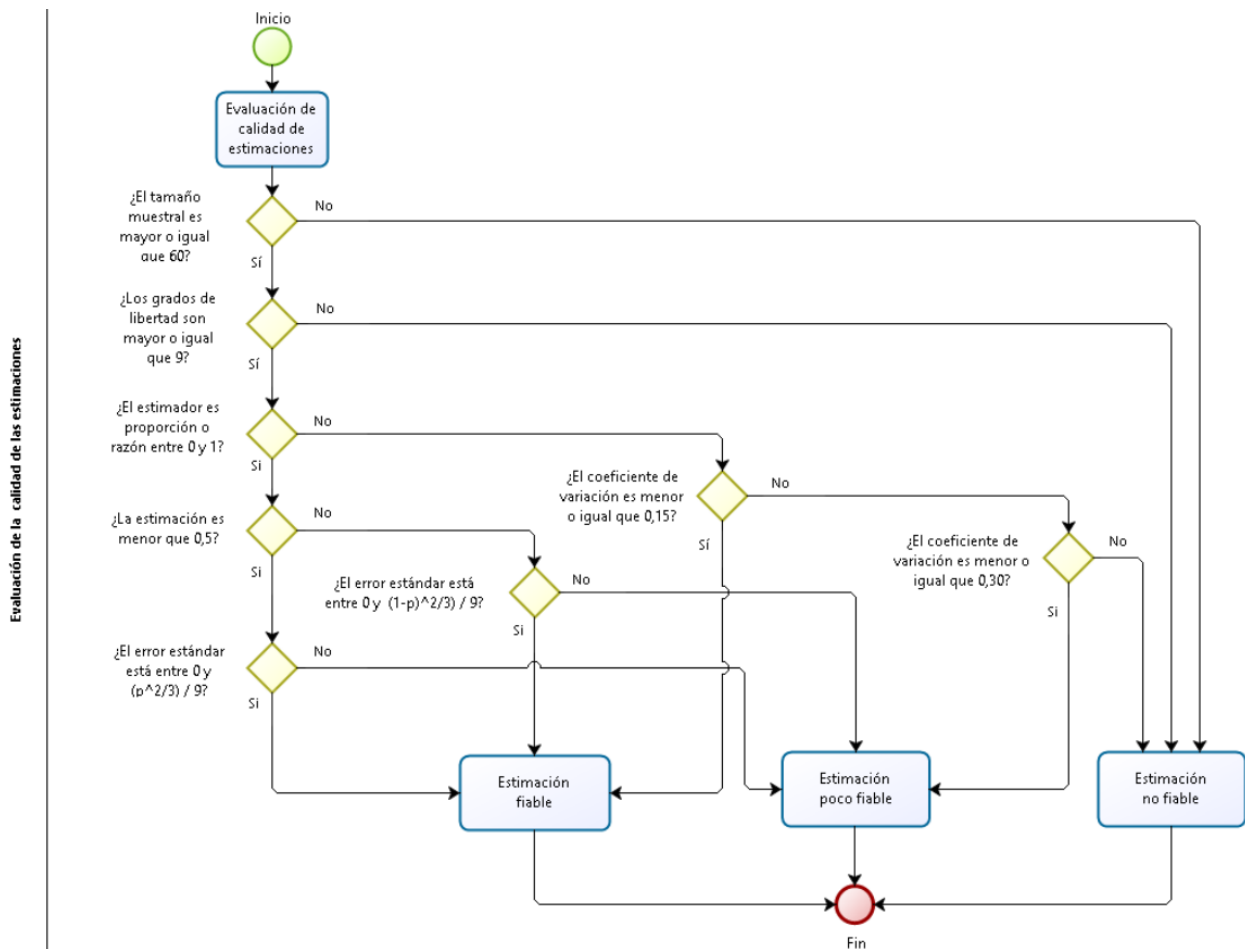 Evaluación de la calidad de las estimaciones
Inicio
Evaluación de
calidad de
estimaciones
¿El tamaño
muestral es
mayor o igual
que 60?
No
Sí
¿Los grados de
libertad son
mayor o igual
que 9?
No
Sí
¿El estimador es
proporción o
razón entre 0 y 1?
No
Si
¿El coeficiente de
variación es menor
o igual que 0,15?
No
Sí
¿La estimación es
menor que 0,5?
No
Si
¿El coeficiente de
variación es menor o
igual que 0,30?
No
Si
¿El error estándar está
entre 0 y (1-p)^2/3) / 9?
No
Si
¿El error estándar
está entre 0 y
(p^2/3) / 9?
No
Si
Estimación
fiable
Estimación
poco fiable
Estimación
no fiable
Fin